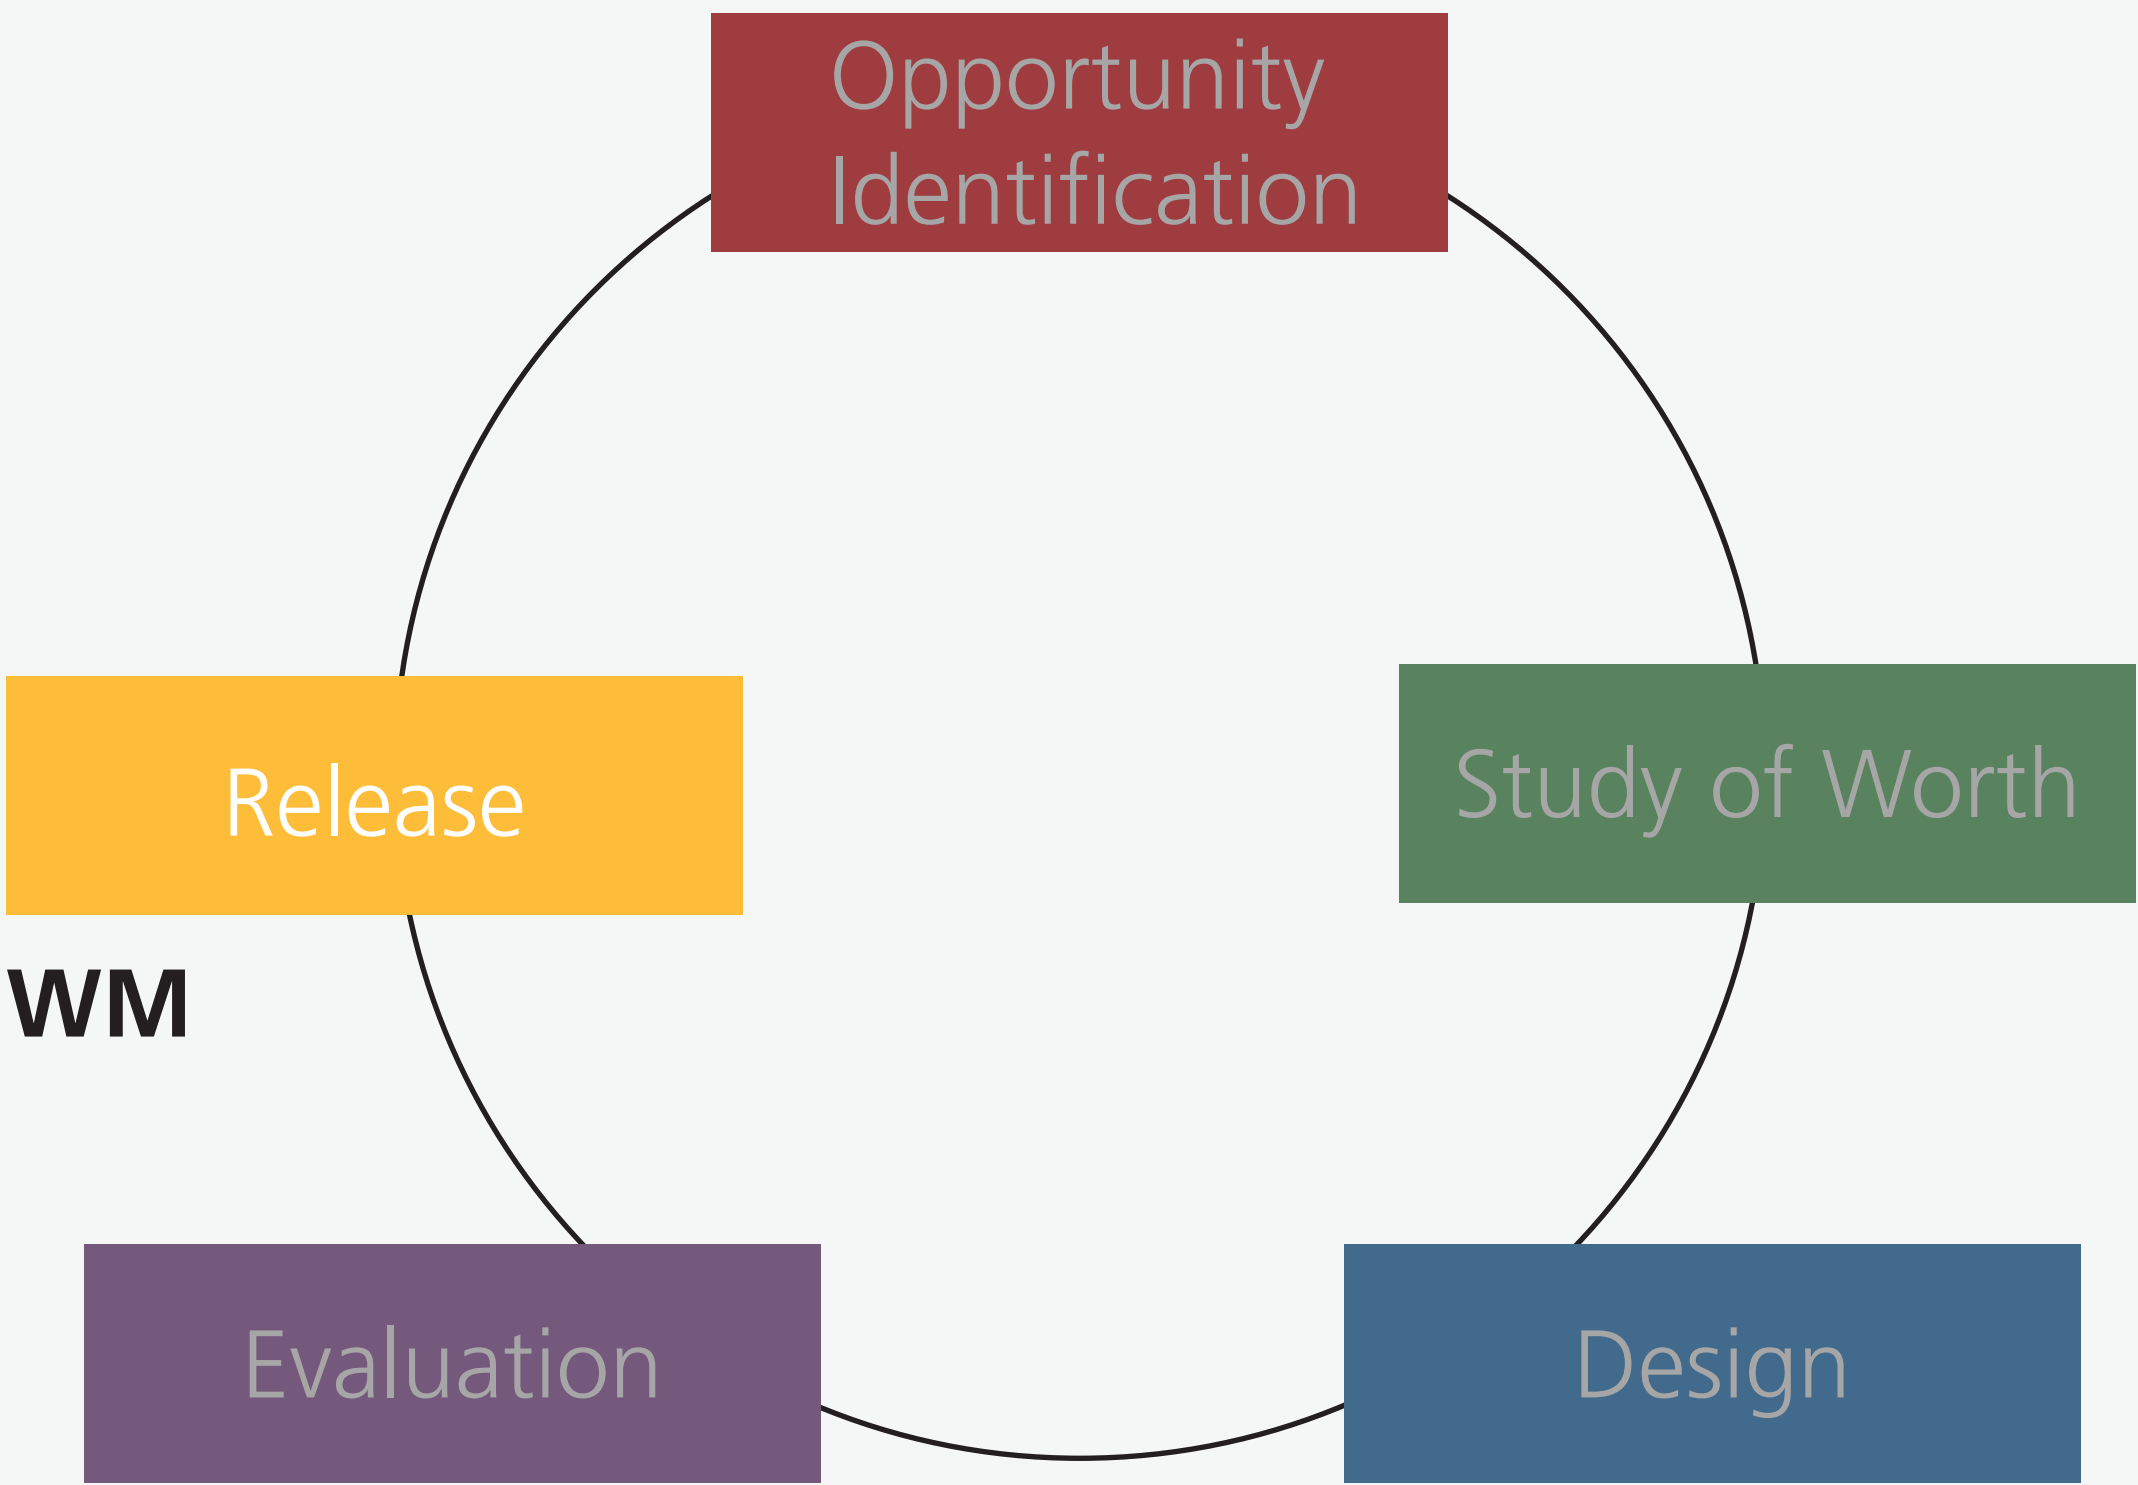 Opportunity
Identification
Release
Study of Worth
WM
Evaluation
Design